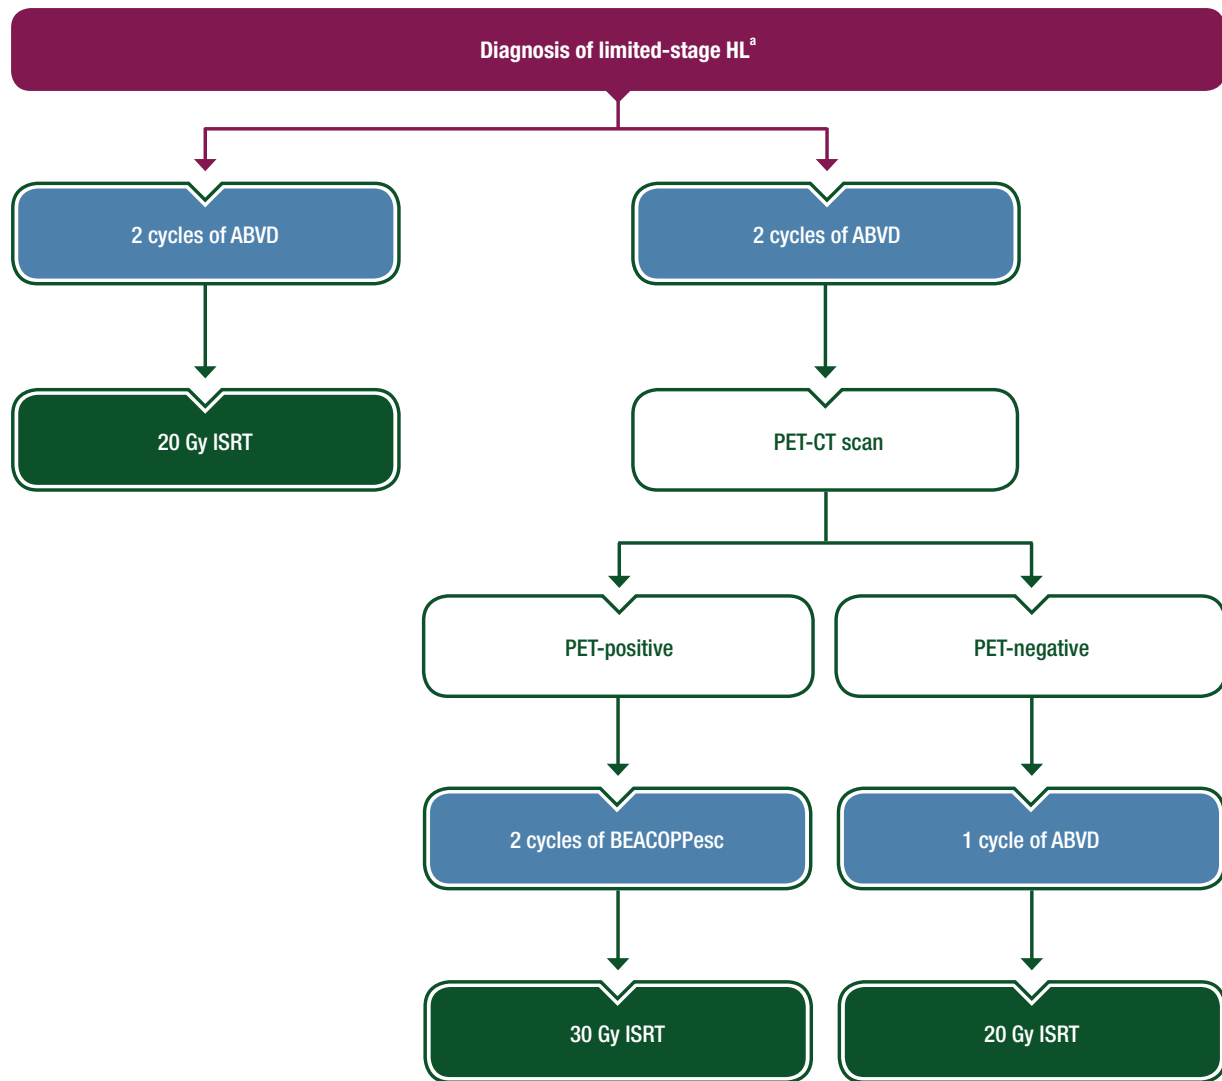 Diagnosis of limited-stage HLa
2 cycles of ABVD
2 cycles of ABVD
20 Gy ISRT
PET-CT scan
PET-positive
PET-negative
2 cycles of BEACOPPesc
1 cycle of ABVD
30 Gy ISRT
20 Gy ISRT